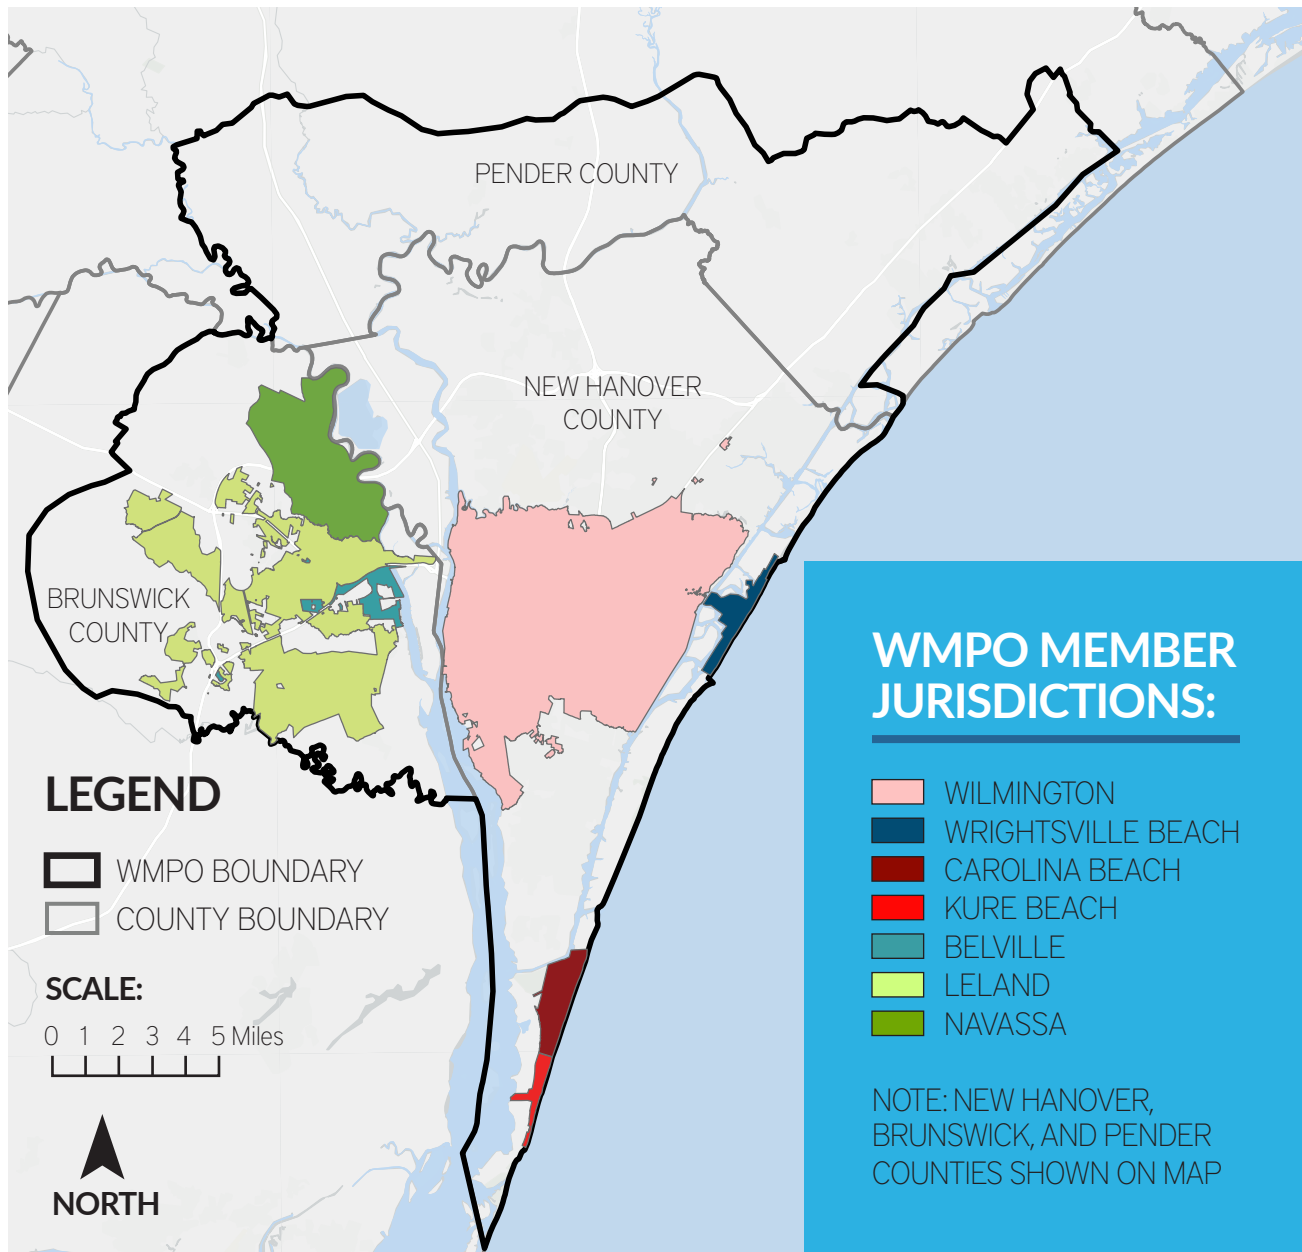 PENDER COUNTY
NEW HANOVER
COUNTY
BRUNSWICK
COUNTY
LEGEND
WMPO BOUNDARY
COUNTY BOUNDARY
SCALE:
0 1 2 3 4 5 Miles
NORTH
WMPO MEMBER
JURISDICTIONS:
WILMINGTON
WRIGHTSVILLE BEACH
CAROLINA BEACH
KURE BEACH
BELVILLE
LELAND
NAVASSA
NOTE: NEW HANOVER,
BRUNSWICK, AND PENDER
COUNTIES SHOWN ON MAP